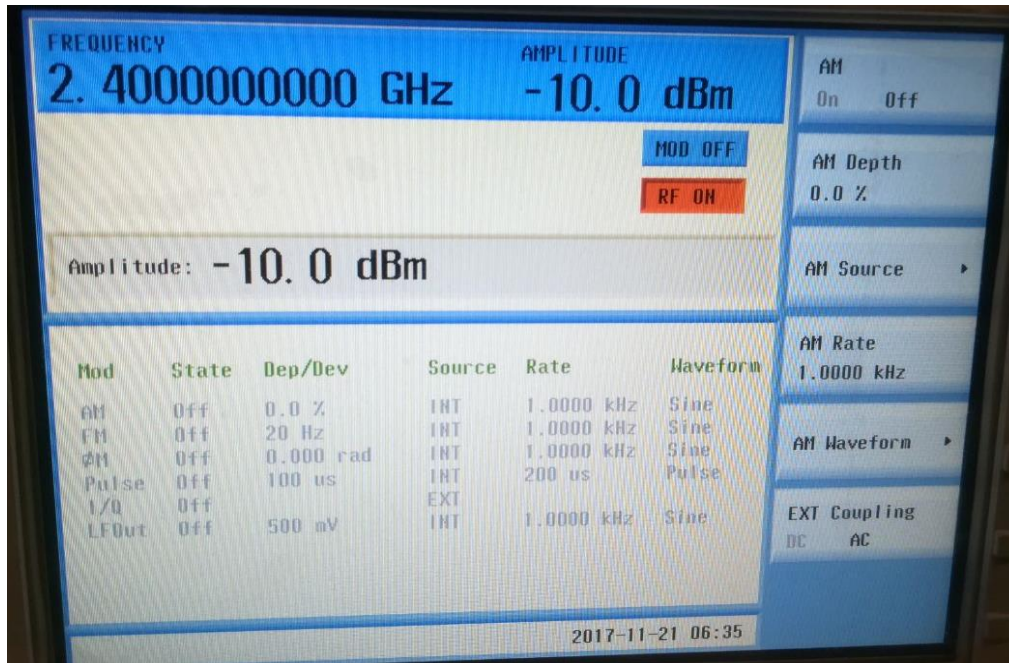 FREQUENCY
2.4000000000 GHz
AMPLITUDE
-10.0 dBm
MOD OFF
RF ON
Amplitude: -10.0 dBm
Mod State Dep/Dev Source Rate Waveform
AM Off 0.0 % INT 1.0000 kHz Sine
FM Off 20 Hz INT 1.0000 kHz Sine
ØM Off 0.000 rad INT 1.0000 kHz Sine
Pulse Off 100 us INT 200 us Pulse
I/Q Off EXT
LFOut Off 500 mV INT 1.0000 kHz Sine
2017-11-21 06:35
AM
On Off
AM Depth
0.0 %
AM Source
AM Rate
1.0000 kHz
AM Waveform
EXT Coupling
DC AC